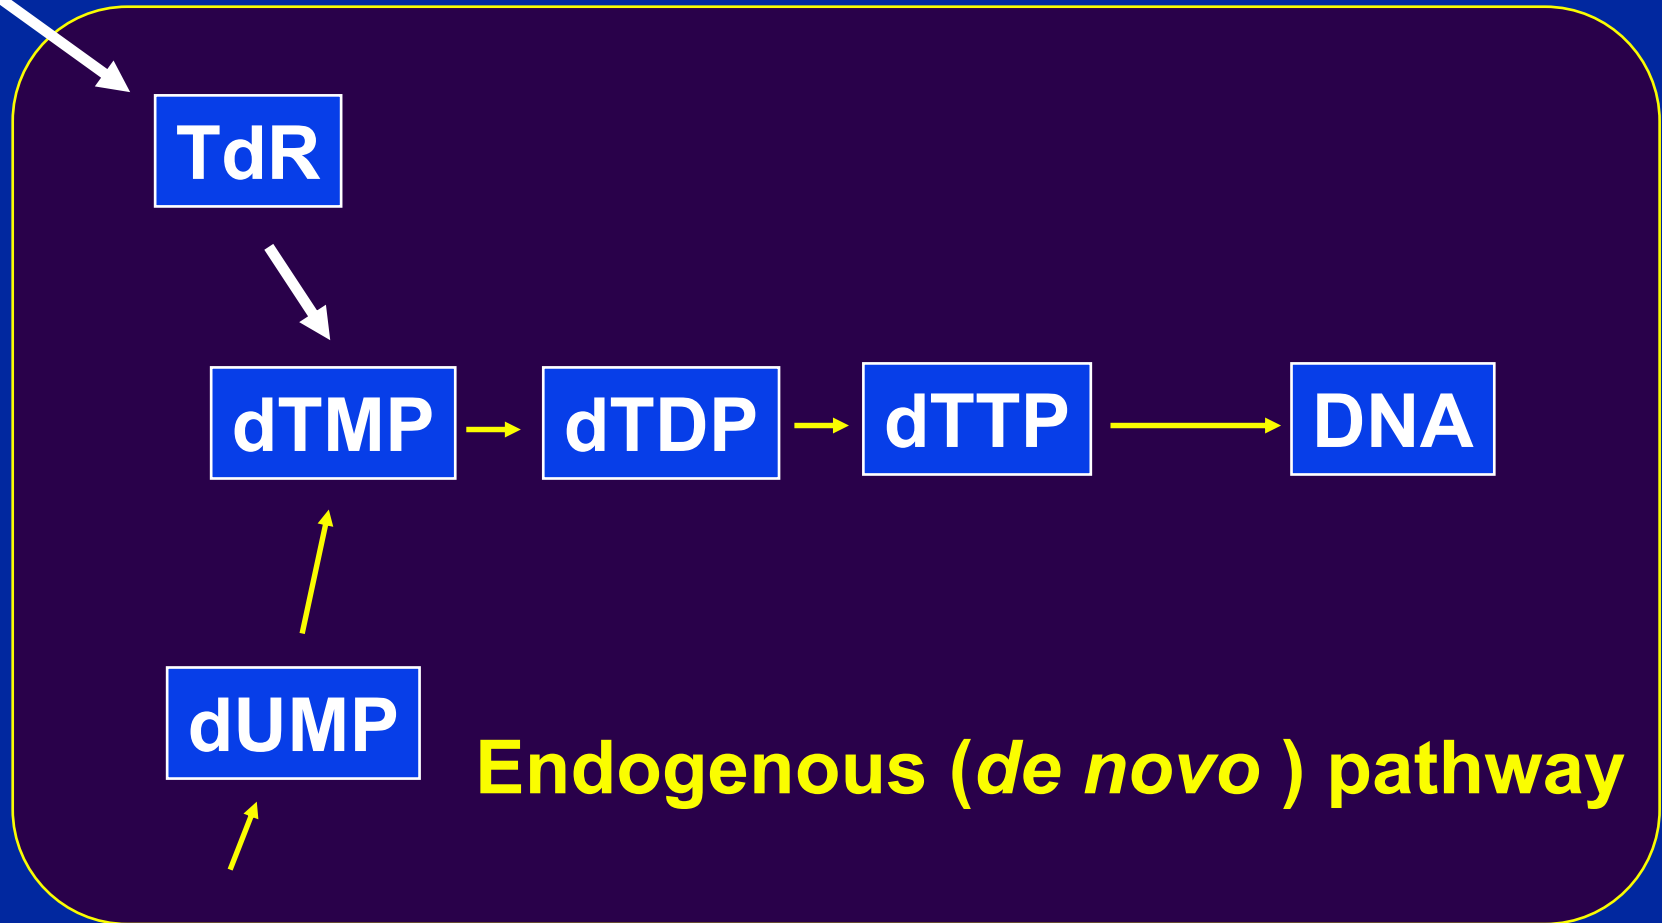 TdR
dTMP
dTDP
dTTP
DNA
dUMP
Endogenous (de novo ) pathway